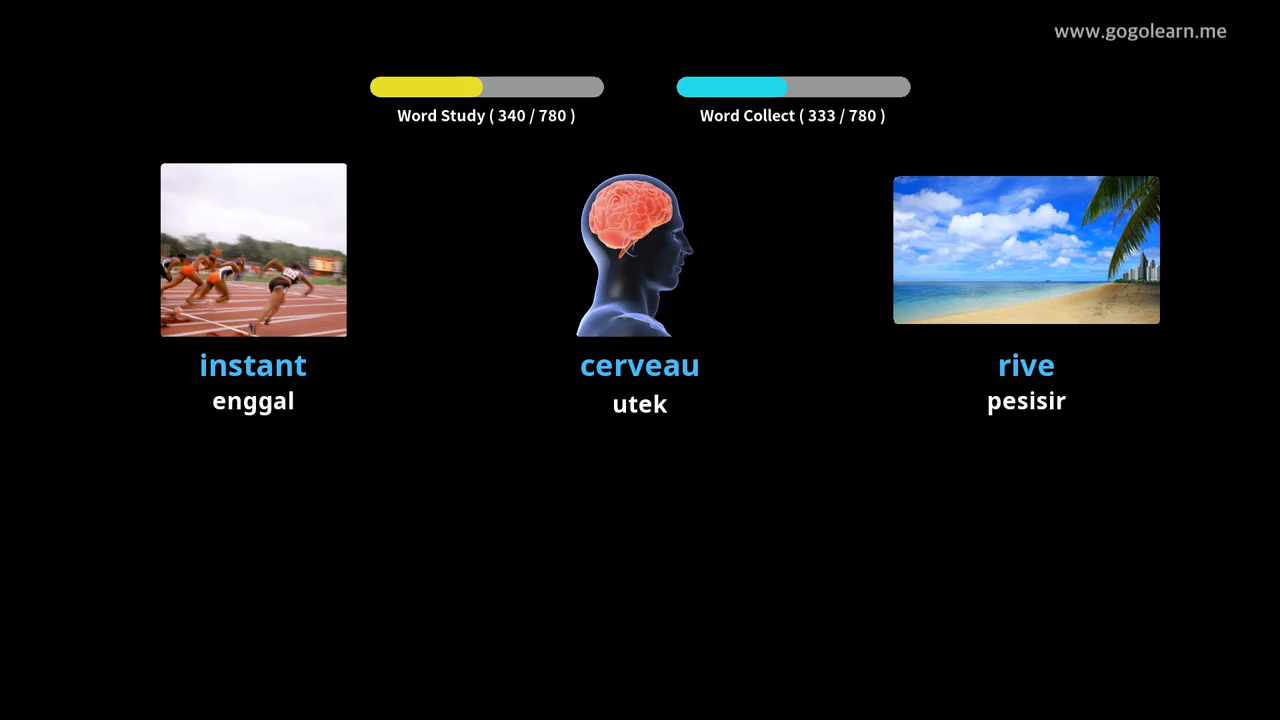 www.gogolearn.me
Word Study ( 340 / 780 )
Word Collect ( 333 / 780 )
instant
enggal
cerveau
utek
rive
pesisir